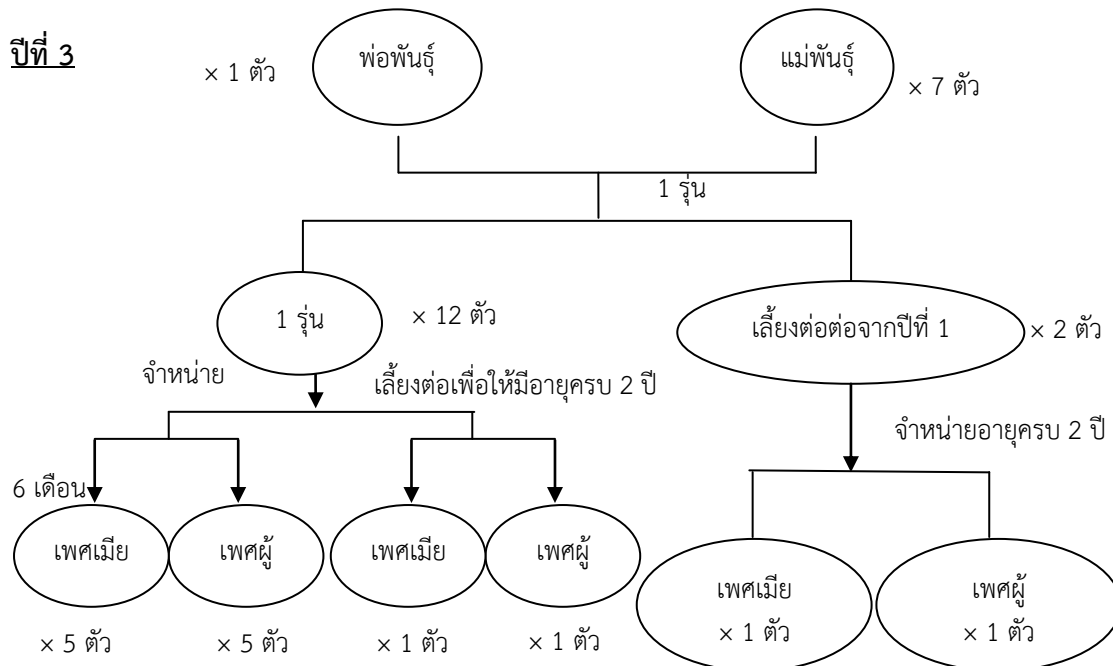 ปีที่ 3
พ่อพันธุ์
× 1 ตัว
แม่พันธุ์
× 7 ตัว
1 รุ่น
1 รุ่น
× 12 ตัว
เลี้ยงต่อต่อจากปีที่ 1
× 2 ตัว
จำหน่าย
เลี้ยงต่อเพื่อให้มีอายุครบ 2 ปี
จำหน่ายอายุครบ 2 ปี
6 เดือน
เพศเมีย
เพศผู้
เพศเมีย
เพศผู้
เพศเมีย
× 1 ตัว
เพศผู้
× 1 ตัว
× 5 ตัว
× 5 ตัว
× 1 ตัว
× 1 ตัว